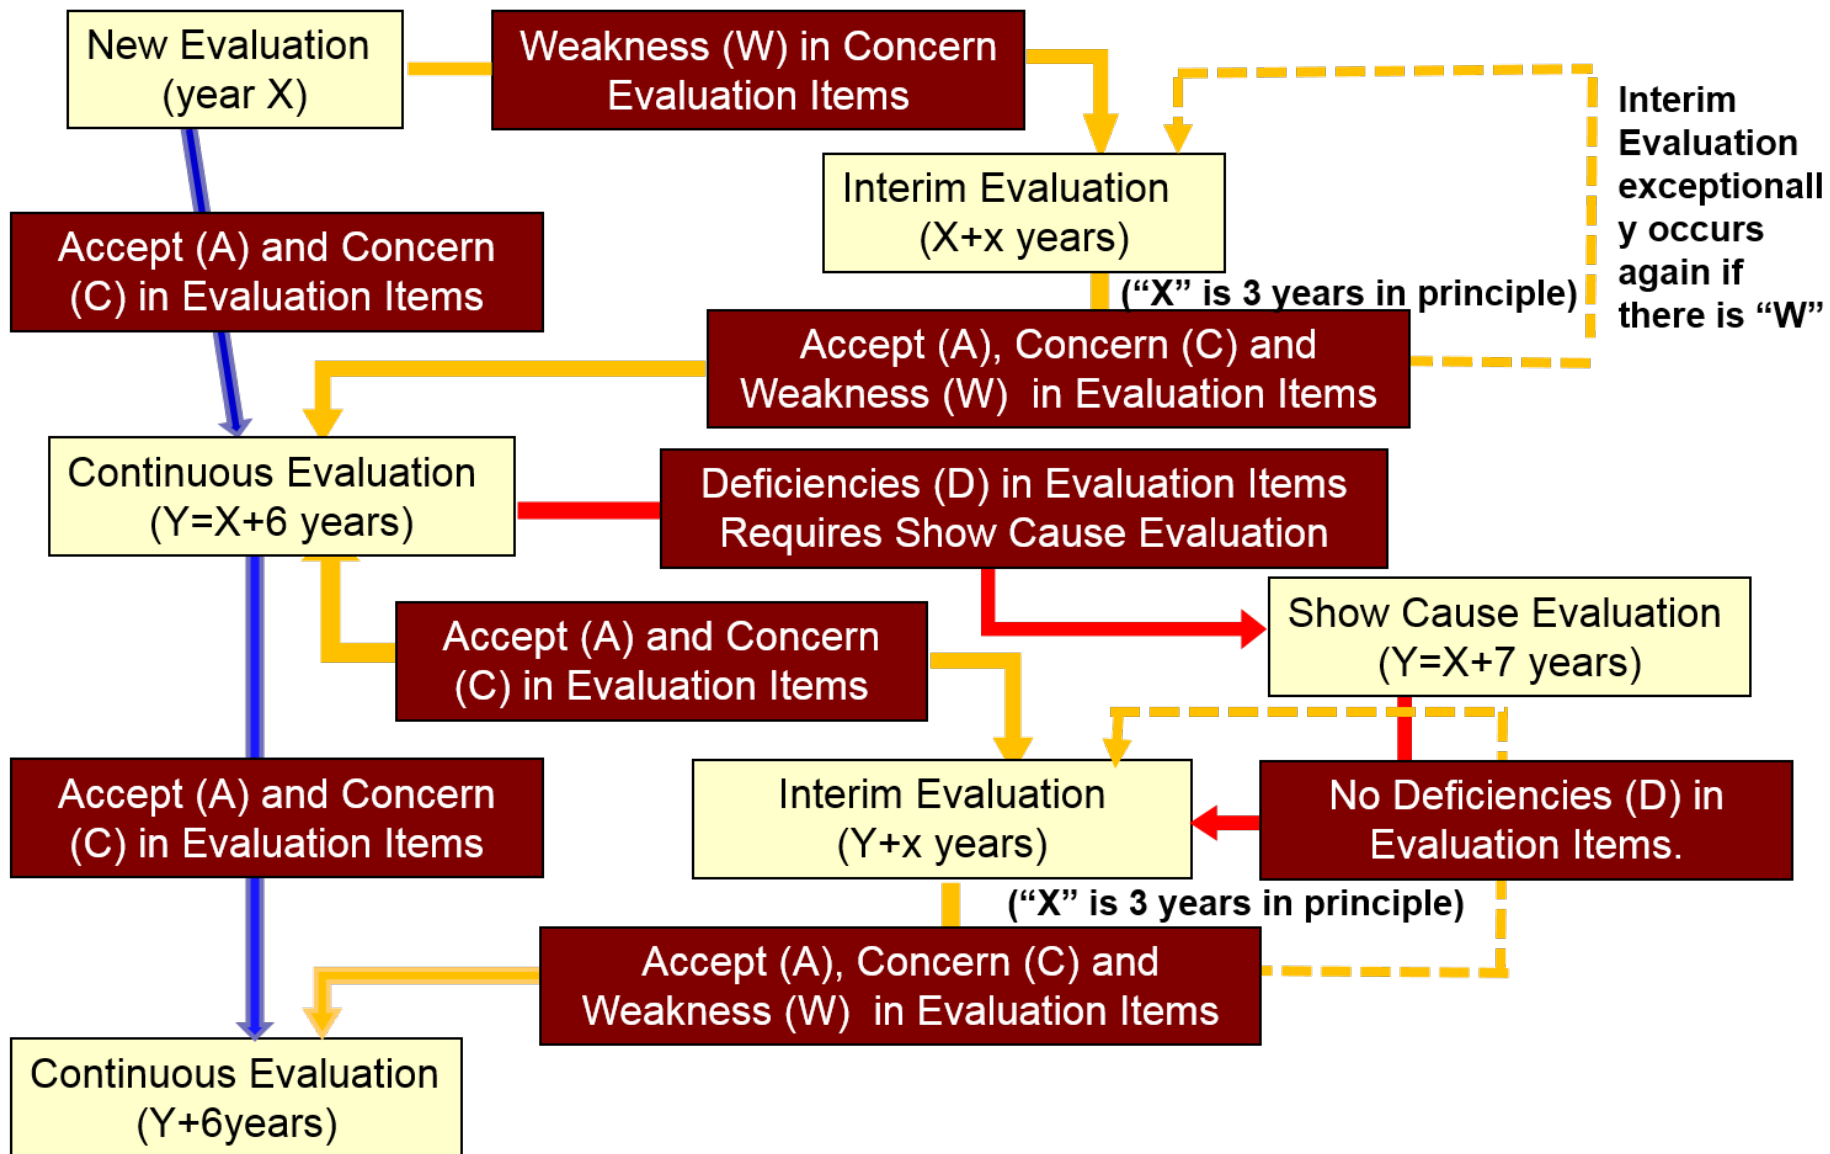 New Evaluation
(year X)
Weakness (W) in Concern
Evaluation Items
Interim
Evaluation
exceptionall
y occurs
again if
there is “W”
Interim Evaluation
(X+x years)
(“X” is 3 years in principle)
Accept (A) and Concern
(C) in Evaluation Items
Accept (A), Concern (C) and
Weakness (W) in Evaluation Items
Continuous Evaluation
(Y=X+6 years)
Deficiencies (D) in Evaluation Items
Requires Show Cause Evaluation
Show Cause Evaluation
(Y=X+7 years)
Accept (A) and Concern
(C) in Evaluation Items
Accept (A) and Concern
(C) in Evaluation Items
Interim Evaluation
(Y+x years)
No Deficiencies (D) in
Evaluation Items.
(“X” is 3 years in principle)
Accept (A), Concern (C) and
Weakness (W) in Evaluation Items
Continuous Evaluation
(Y+6years)